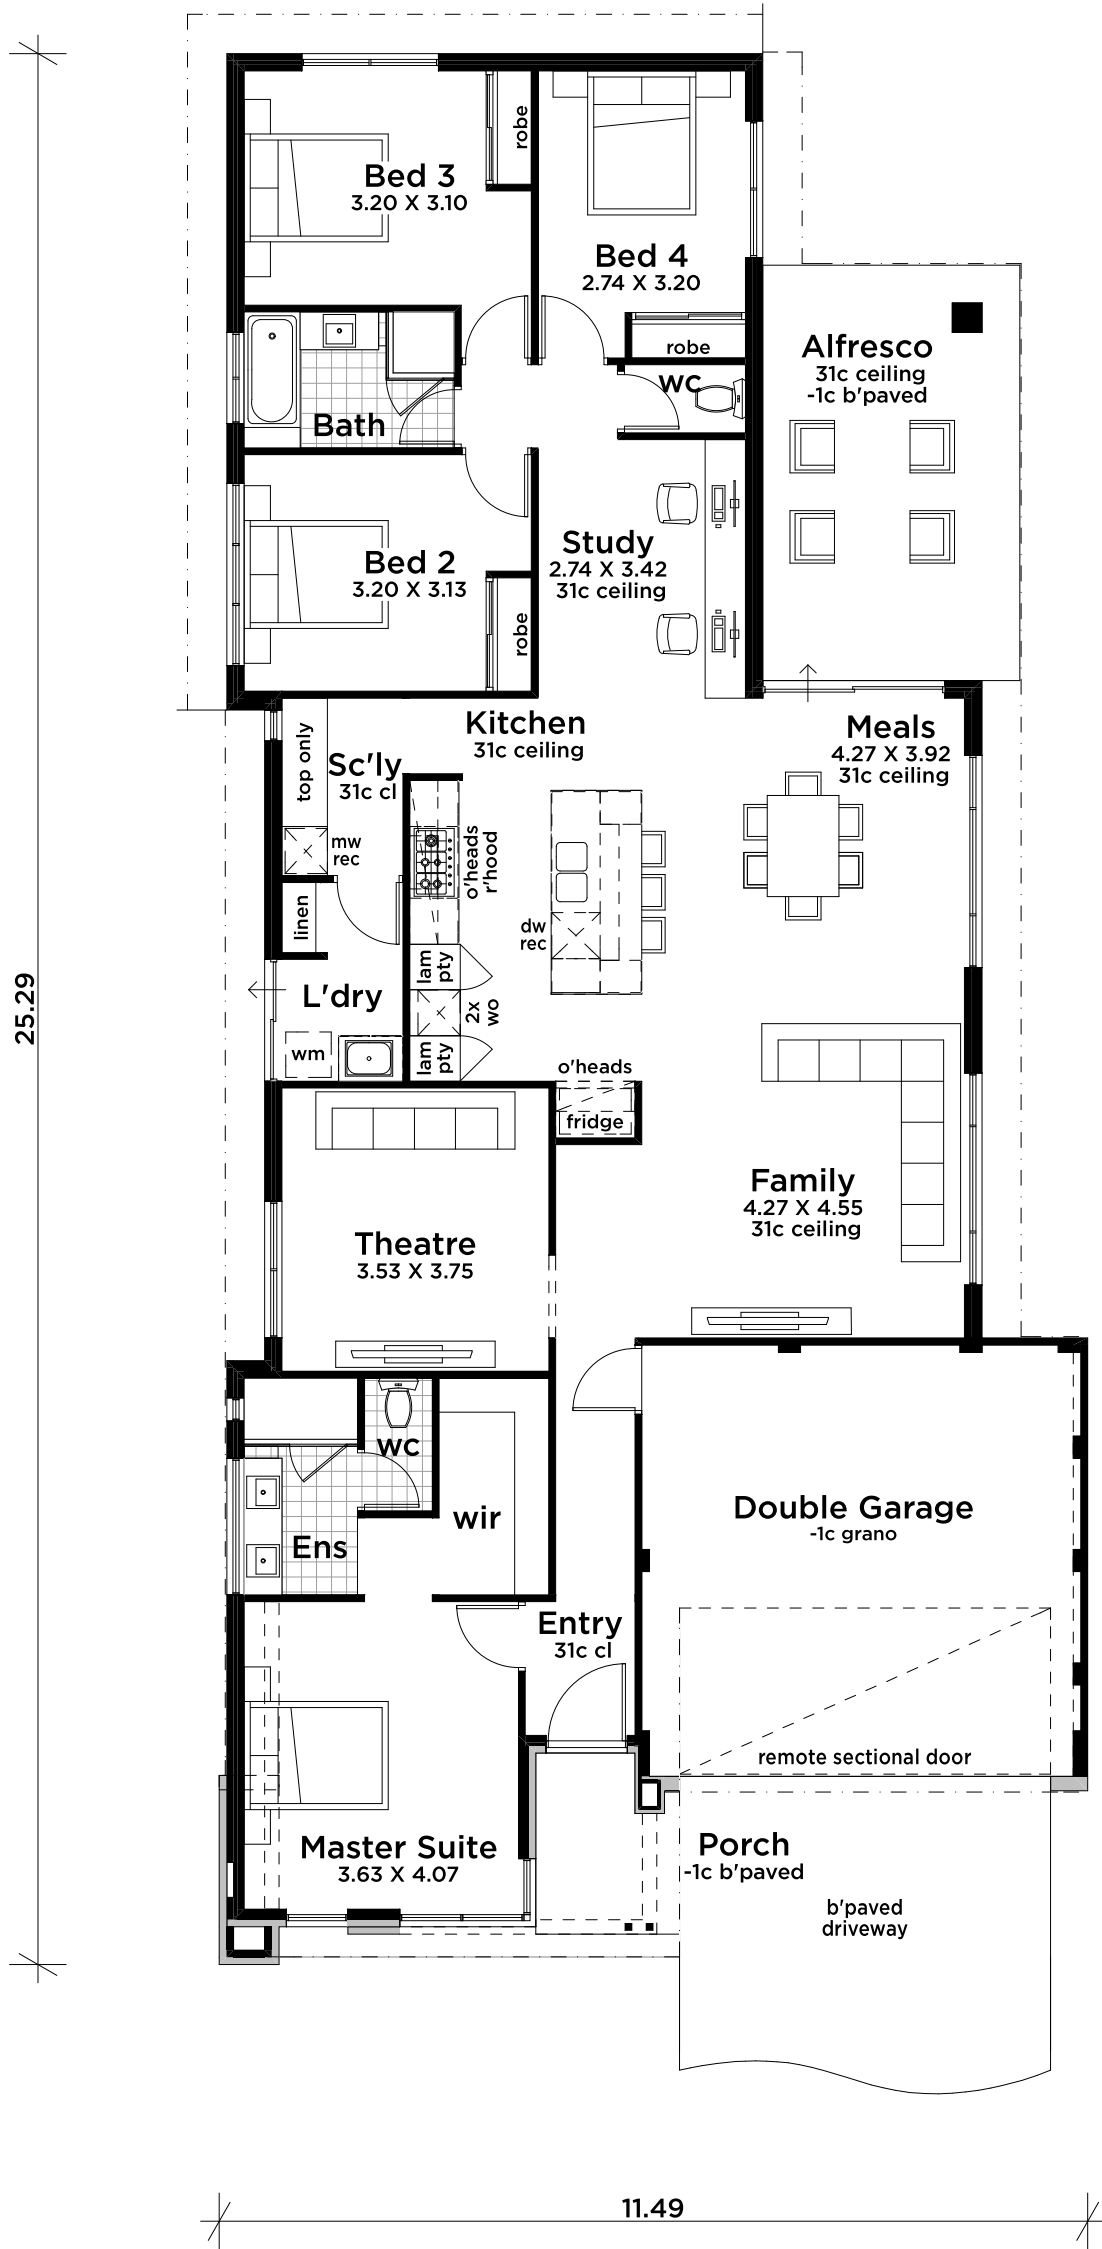 robe
Bed 3
3.20 X 3.10
Bed 4
2.74 X 3.20
robe
Alfresco
31c ceiling
-1c b'paved
WC
Bath
Study
2.74 X 3.42
31c ceiling
Bed 2
3.20 X 3.13
robe
Kitchen
31c ceiling
Meals
4.27 X 3.92
31c ceiling
top only
Sc'ly
31c cl
mw
rec
o'heads
r'hood
linen
dw
rec
lam
pty
L'dry
2x
wo
wm
lam
pty
25.29
o'heads
fridge
Family
4.27 X 4.55
31c ceiling
Theatre
3.53 X 3.75
WC
wir
Ens
Double Garage
-1c grano
Entry
31c cl
remote sectional door
Master Suite
3.63 X 4.07
Porch
-1c b'paved
b'paved
driveway
11.49